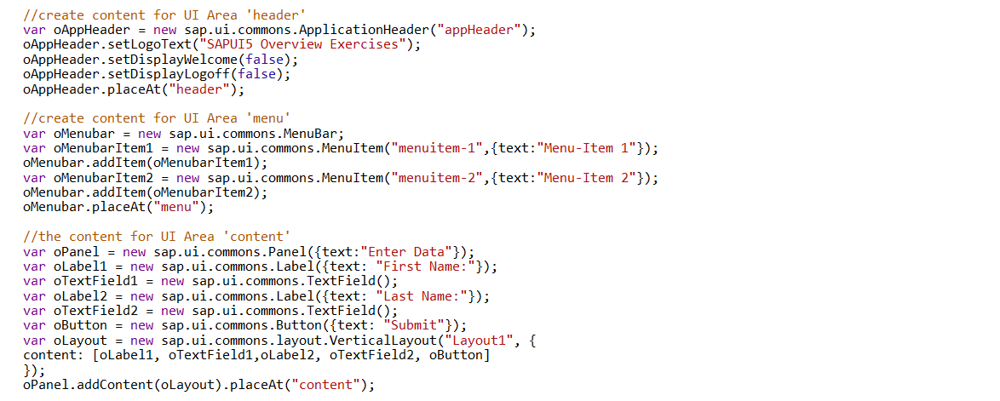 //create content for UI Area 'header'
var oAppHeader = new sap.ui.commons.ApplicationHeader("appHeader");
oAppHeader.setLogoText("SAPUI5 Overview Exercises");
oAppHeader.setDisplayWelcome(false);
oAppHeader.setDisplayLogoff(false);
oAppHeader.placeAt("header");
//create content for UI Area 'menu'
var oMenubar = new sap.ui.commons.MenuBar;
var oMenubarItem1 = new sap.ui.commons.MenuItem("menuitem-1",{text:"Menu-Item 1"});
oMenubar.addItem(oMenubarItem1);
var oMenubarItem2 = new sap.ui.commons.MenuItem("menuitem-2",{text:"Menu-Item 2"});
oMenubar.addItem(oMenubarItem2);
oMenubar.placeAt("menu");
//the content for UI Area 'content'
var oPanel = new sap.ui.commons.Panel({text:"Enter Data"});
var oLabel1 = new sap.ui.commons.Label({text: "First Name:"});
var oTextField1 = new sap.ui.commons.TextField();
var oLabel2 = new sap.ui.commons.Label({text: "Last Name:"});
var oTextField2 = new sap.ui.commons.TextField();
var oButton = new sap.ui.commons.Button({text: "Submit"});
var oLayout = new sap.ui.commons.layout.VerticalLayout("Layout1", {
content: [oLabel1, oTextField1,oLabel2, oTextField2, oButton]
});
oPanel.addContent(oLayout).placeAt("content");